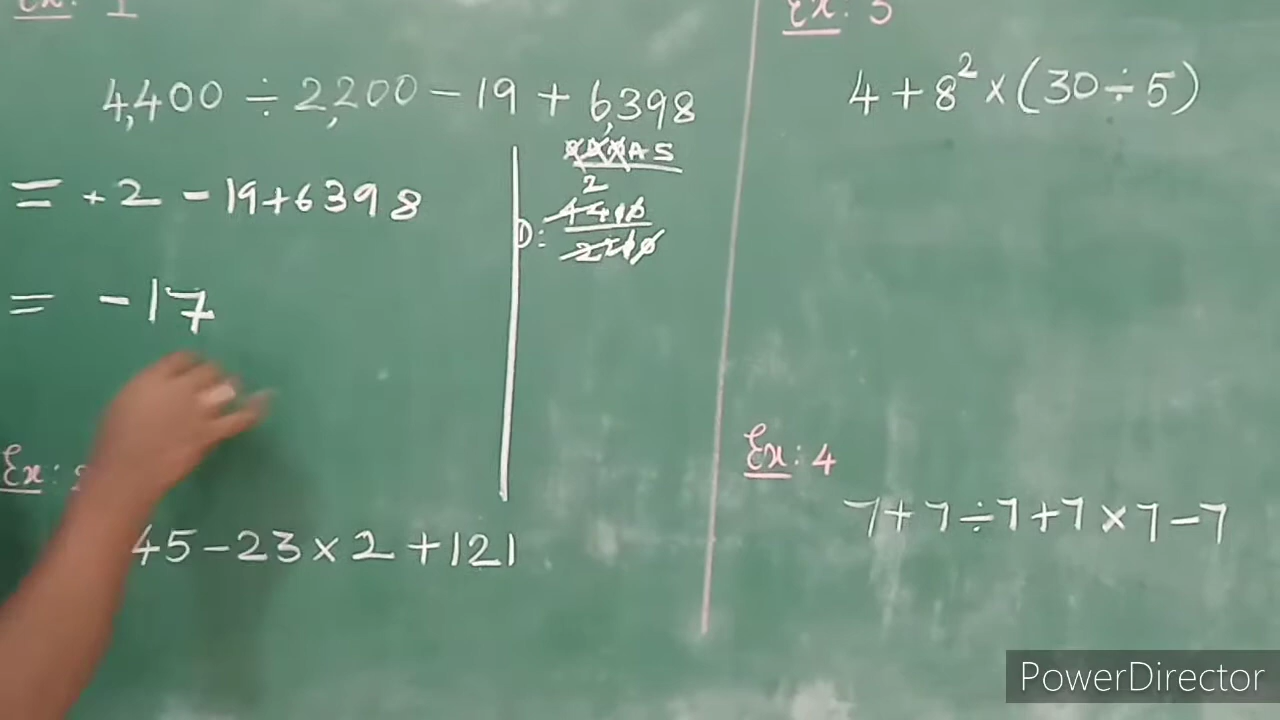 Ex: 1
4,400 ÷ 2,200 - 19 + 6,398
= +2 - 19 + 6398
= -17
AS
2
4400
D: 2200
Ex: 2
45 - 23 × 2 + 121
Ex: 3
4 + 8² × (30 ÷ 5)
Ex: 4
7 + 7 ÷ 7 + 7 × 7 - 7
PowerDirector